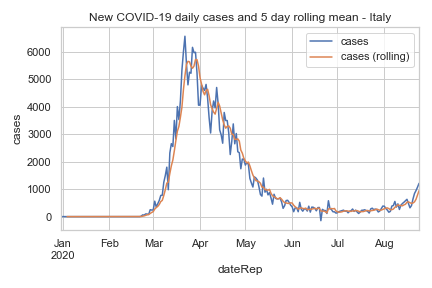 New COVID-19 daily cases and 5 day rolling mean - Italy
cases
cases (rolling)
6000
5000
4000
3000
2000
1000
0
cases
Jan Feb Mar Apr May Jun Jul Aug
2020
dateRep